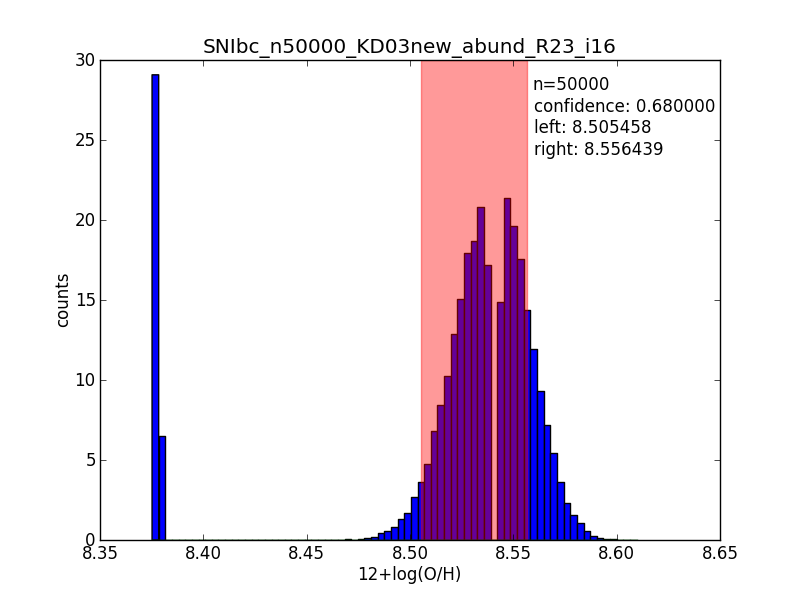 SNIbc_n50000_KD03new_abund_R23_i16
n=50000
confidence: 0.680000
left: 8.505458
right: 8.556439
30
25
20
15
10
5
0
counts
8.35 8.40 8.45 8.50 8.55 8.60 8.65
12+log(O/H)